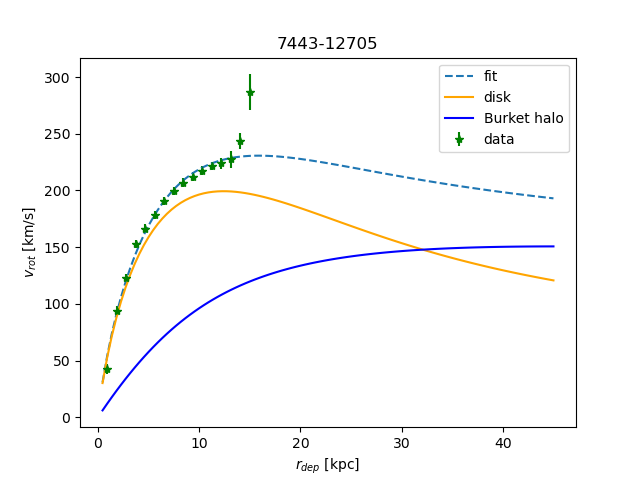 7443-12705
fit
disk
Burket halo
data
300
250
200
150
100
50
0
v_rot [km/s]
0 10 20 30 40
r_dep [kpc]